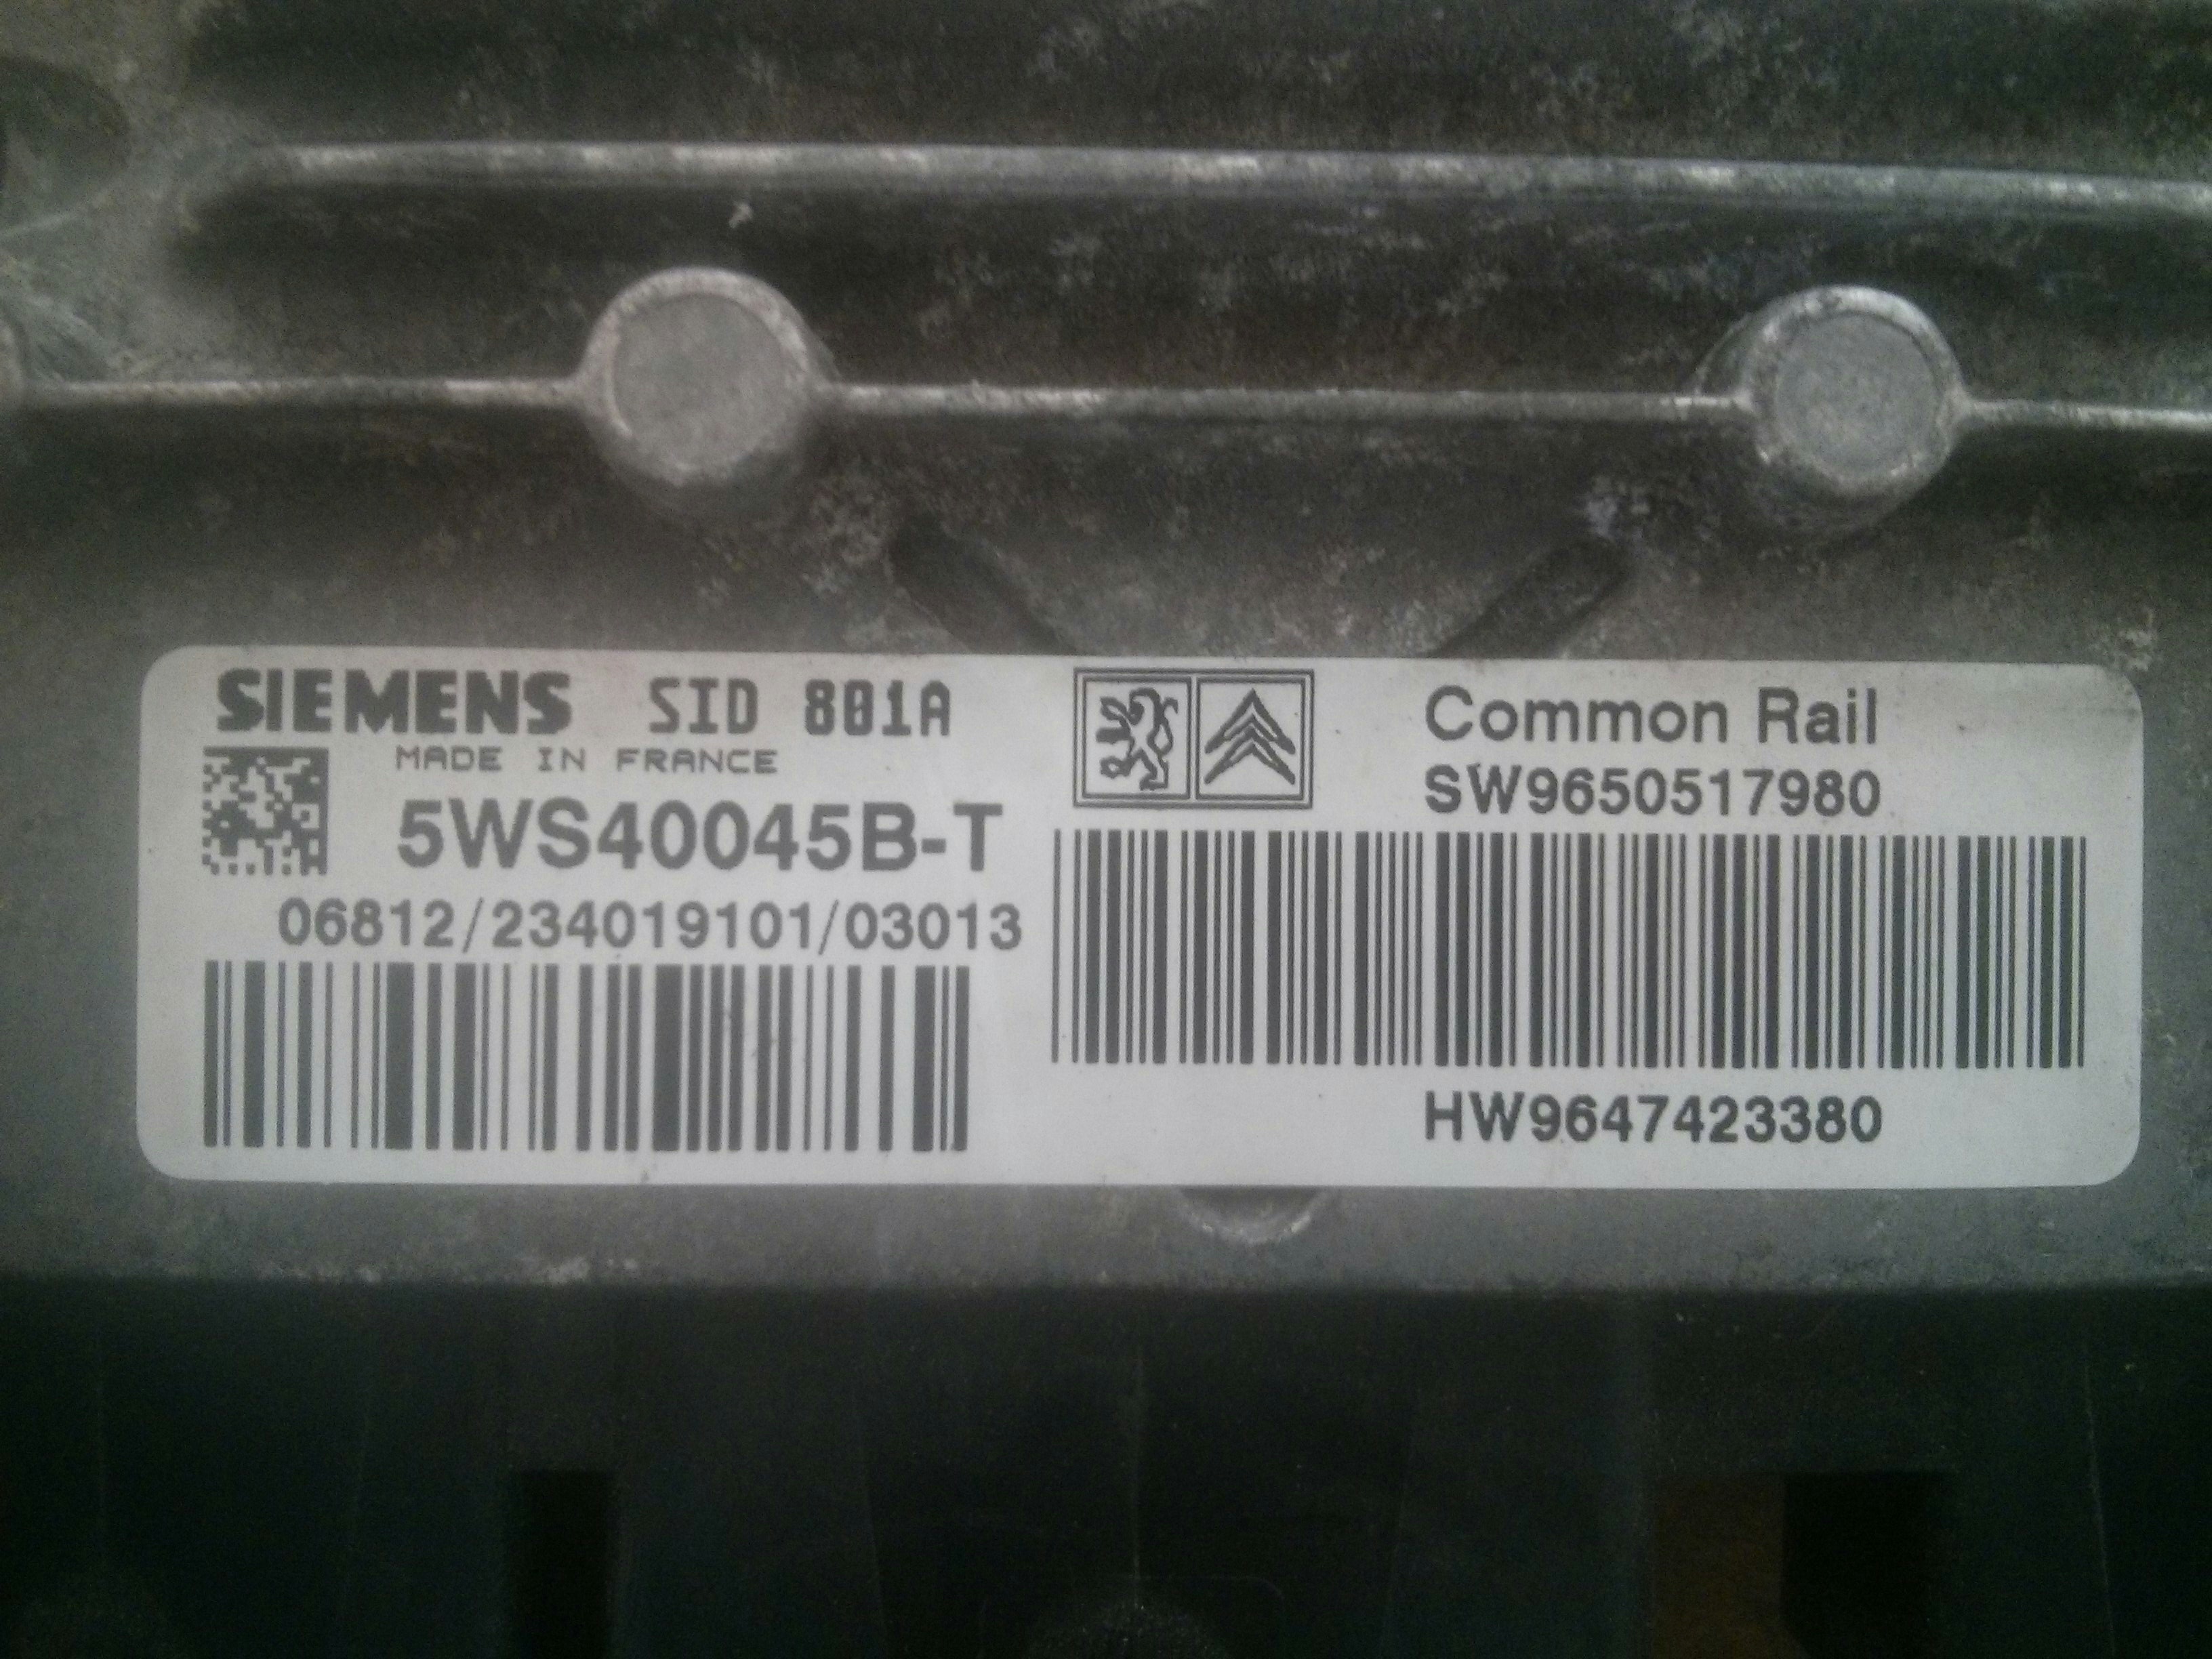 SIEMENS SID 801A
MADE IN FRANCE
5WS40045B-T
06812/234019101/03013
Common Rail
SW9650517980
HW9647423380